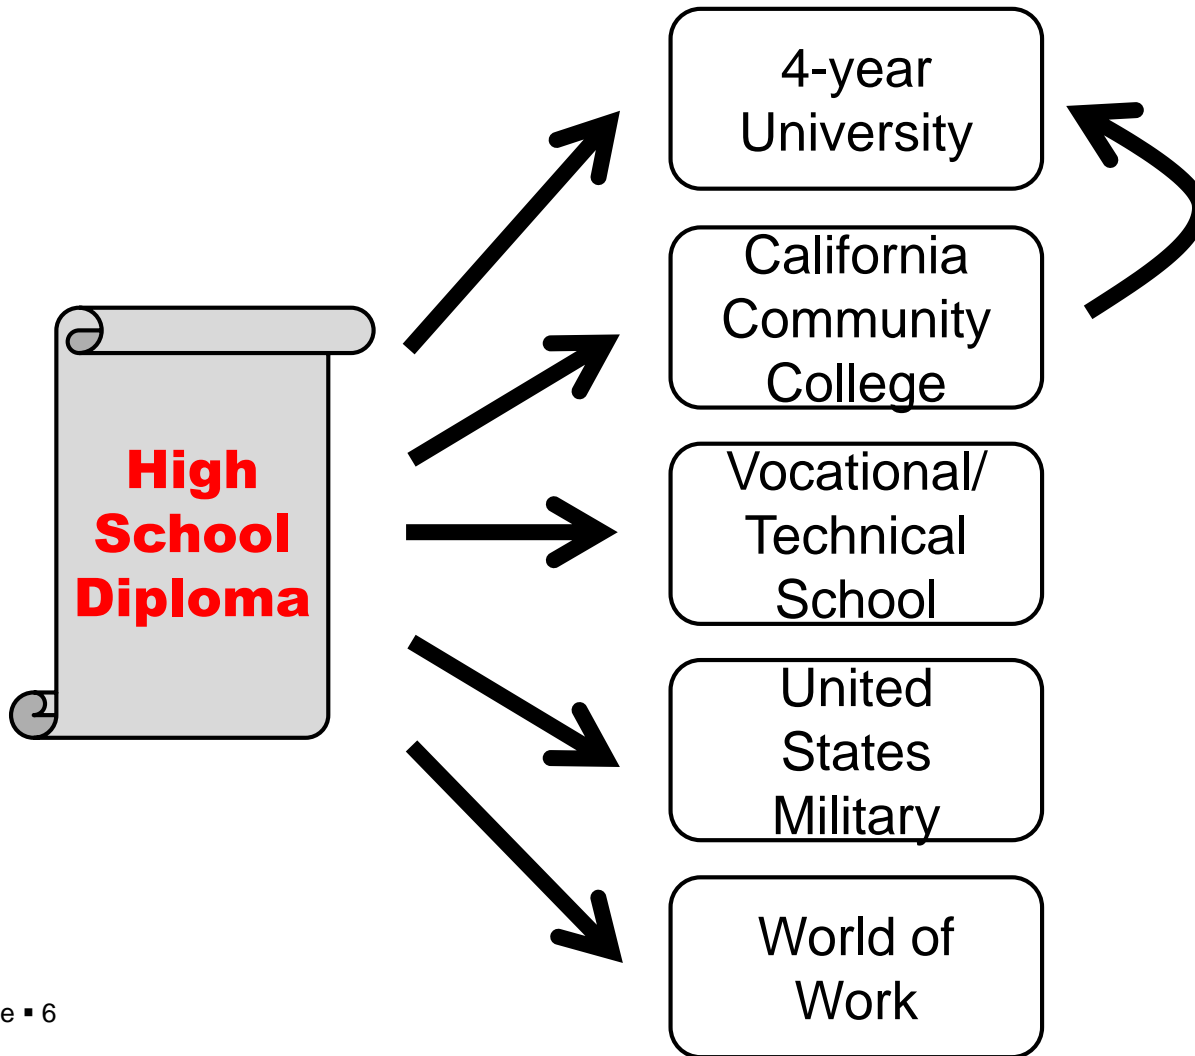 4-year
University
California
Community
College
High
School
Diploma
Vocational/
Technical
School
United
States
Military
World of
Work
e ▪ 6